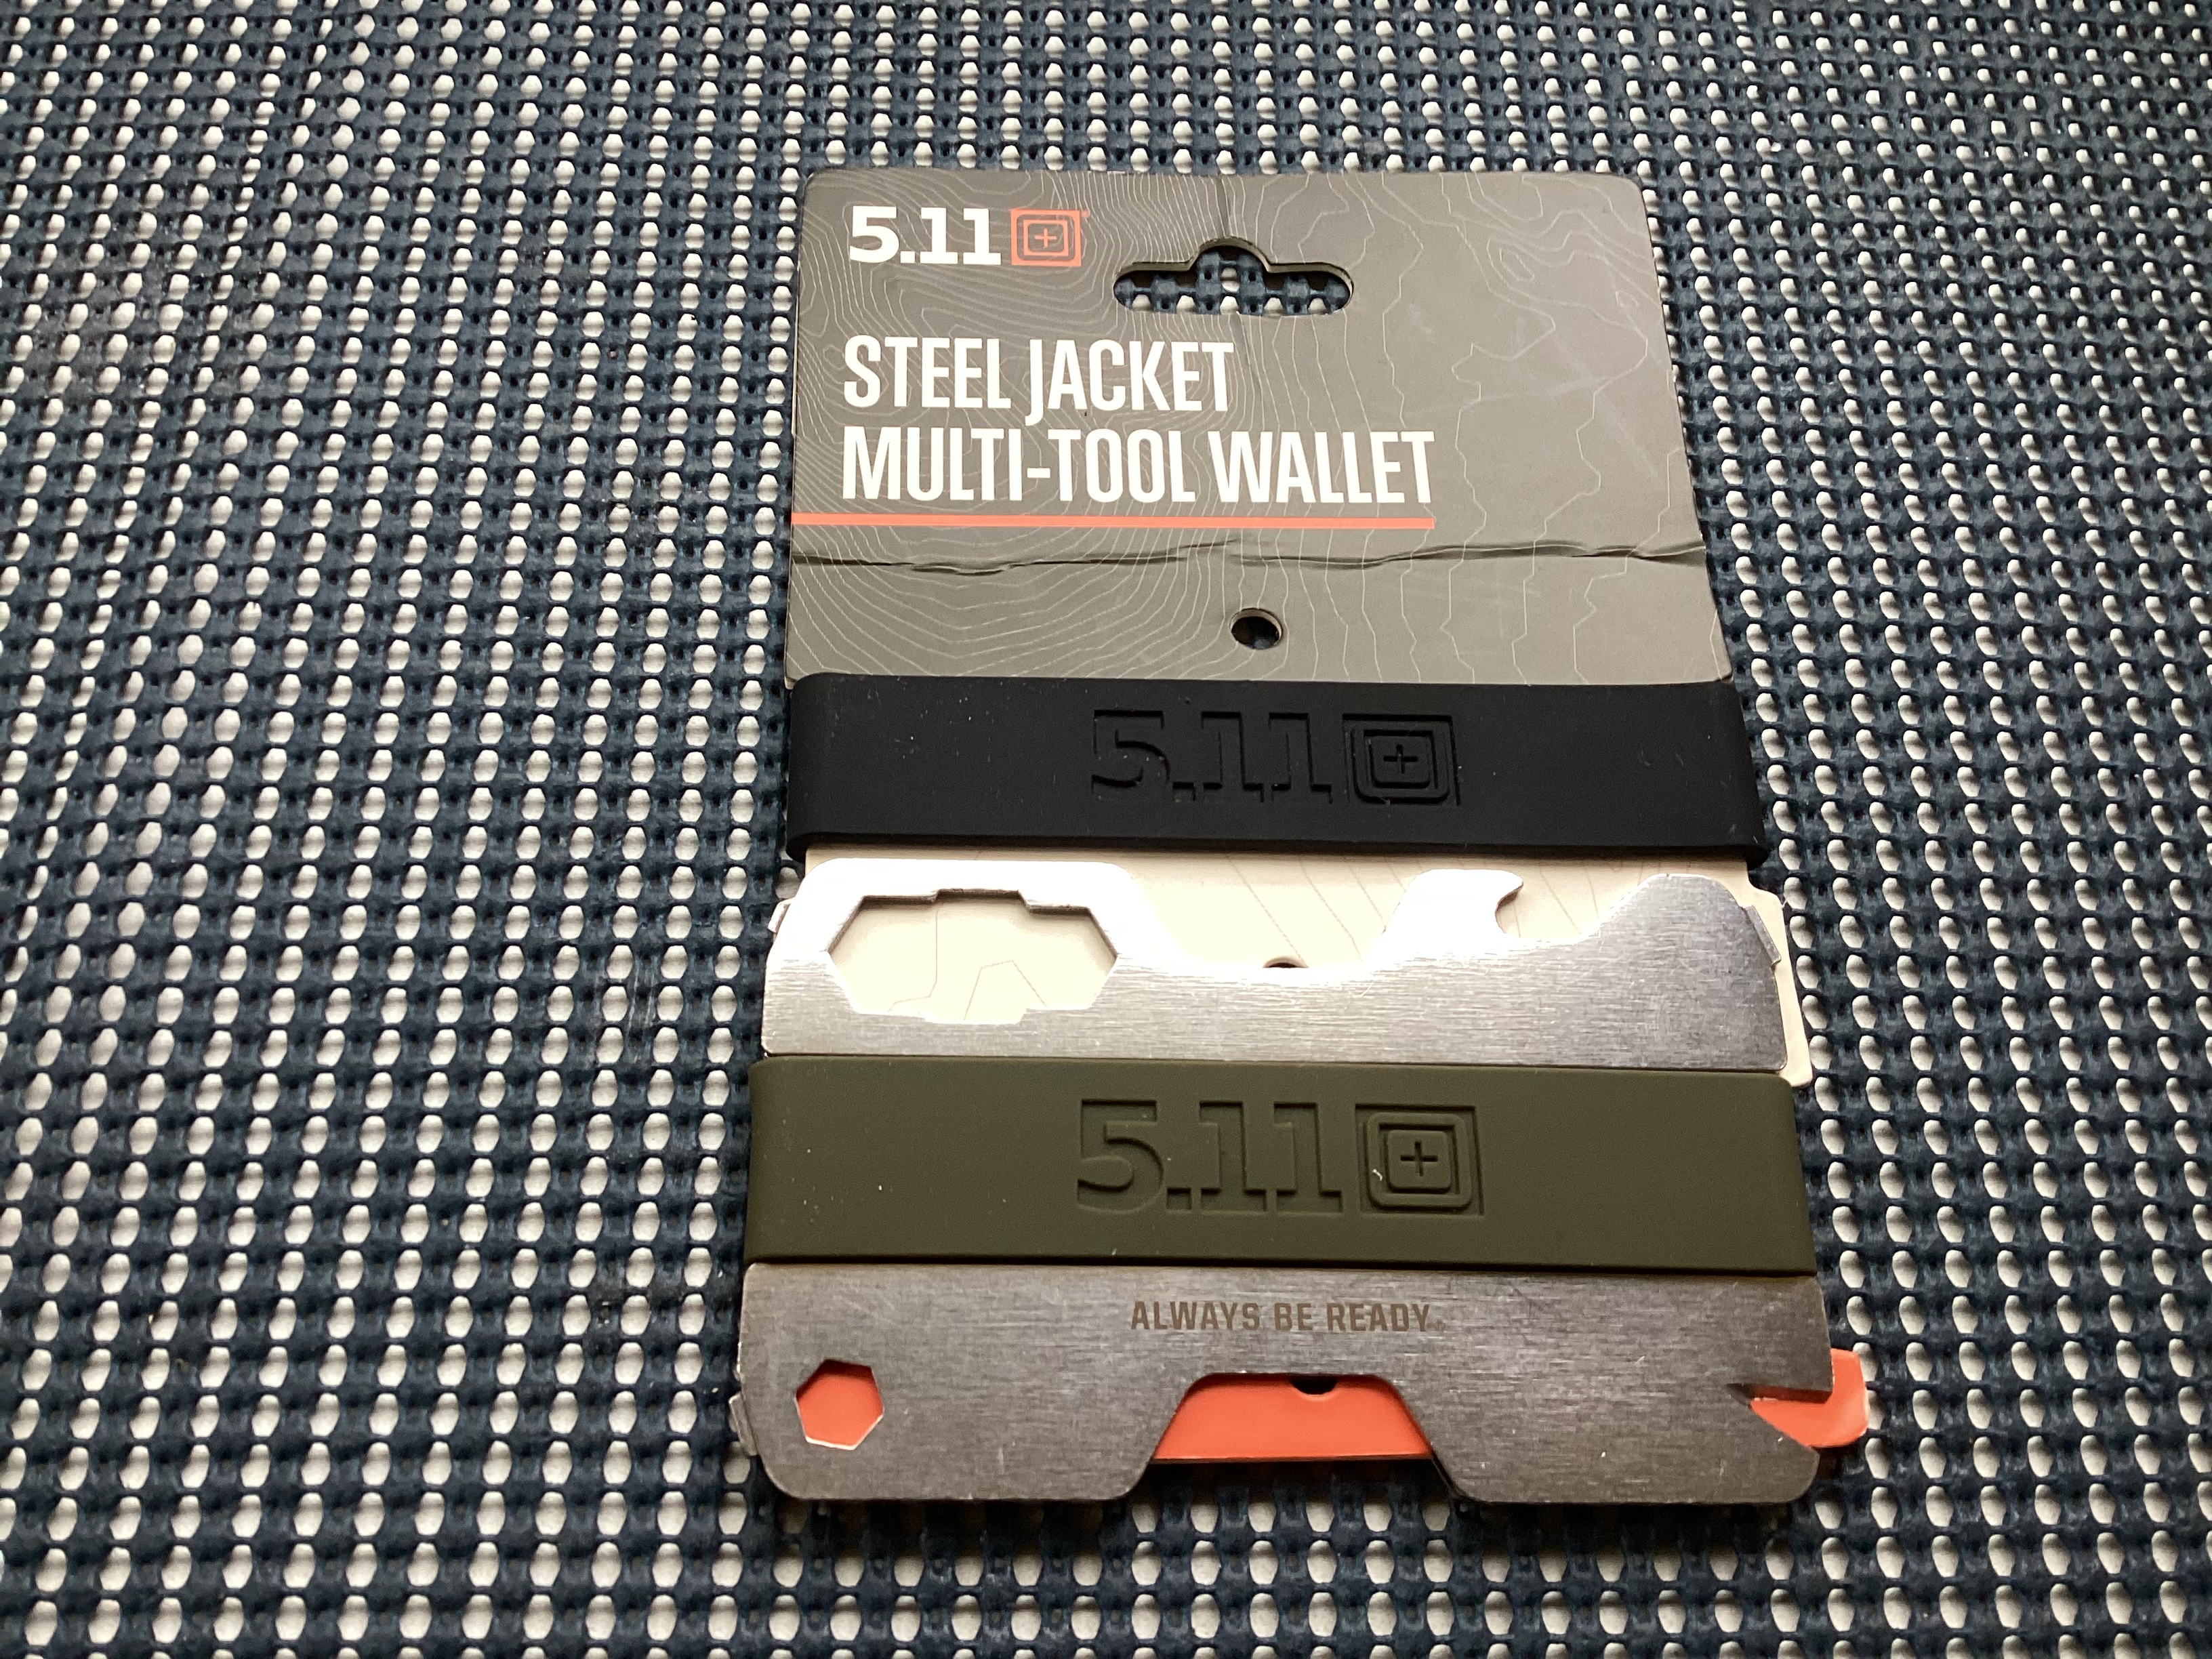 5.11
STEEL JACKET
MULTI-TOOL WALLET
5.11
5.11
ALWAYS BE READY.